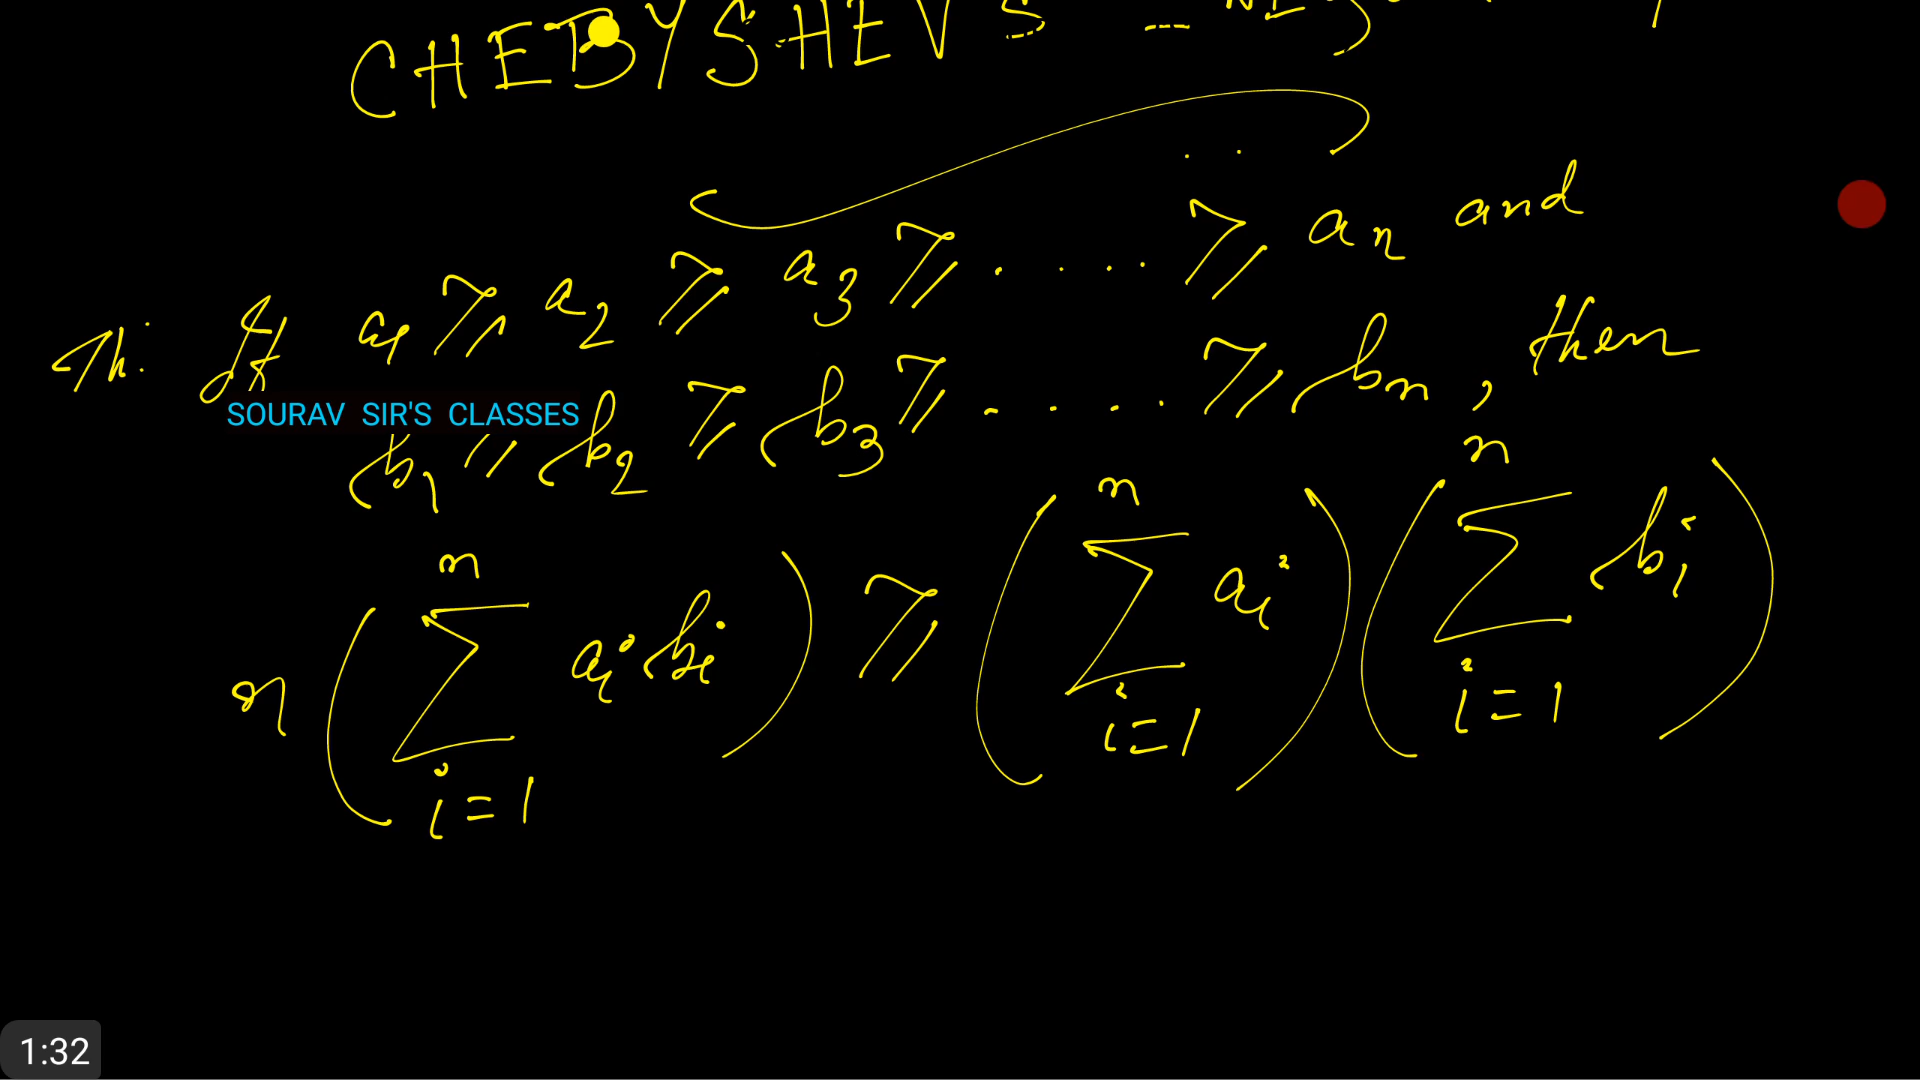 CHEBYSHEV'S
Th: If a₁ ≥ a₂ ≥ a₃ ≥ . . . . ≥ aₙ and
SOURAV SIR'S CLASSES
b₁ ≥ b₂ ≥ b₃ ≥ . . . . ≥ bₙ , then
n ( ∑ᵢ₌₁ⁿ aᵢbᵢ ) ≥ ( ∑ᵢ₌₁ⁿ aᵢ ) ( ∑ᵢ₌₁ⁿ bᵢ )
1:32